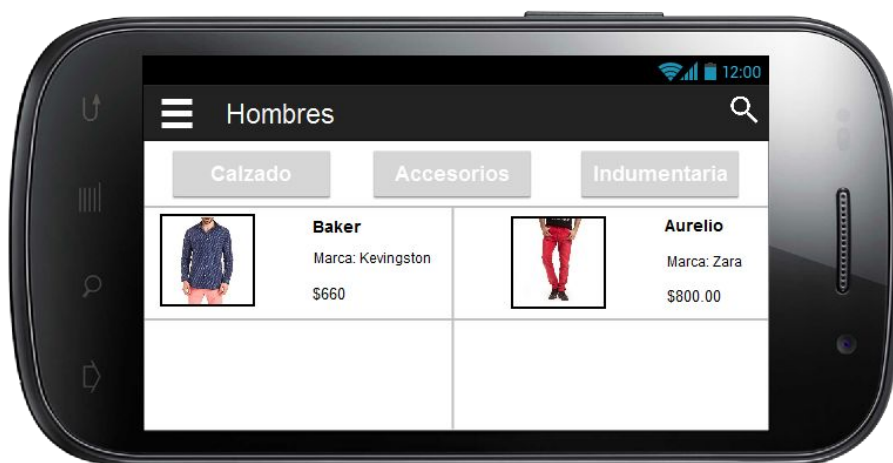 12:00
Hombres
Calzado Accesorios Indumentaria
Baker
Marca: Kevingston
$660
Aurelio
Marca: Zara
$800.00